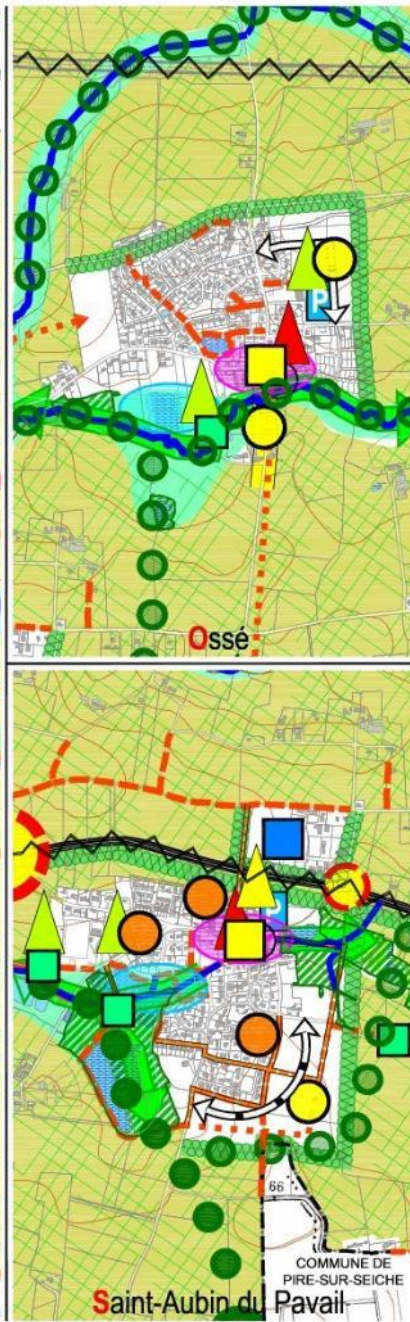 P
Ossé
P
66
COMMUNE DE
PIRE-SUR-SEICHE
Saint-Aubin du Pavail